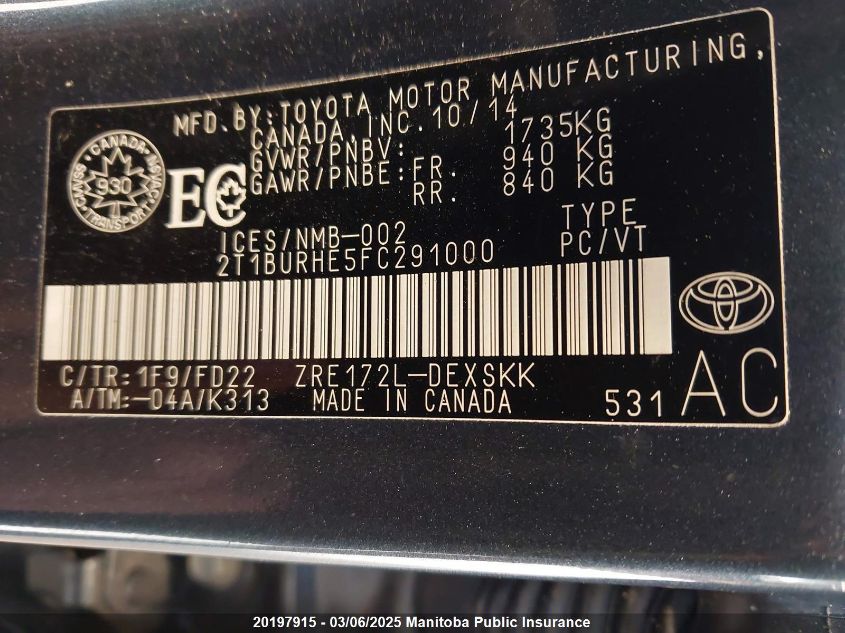 MFD.BY:TOYOTA MOTOR MANUFACTURING,
CANADA,INC.10/14
GVWR/PNBV: 1735KG
GAWR/PNBE:FR. 940 KG
RR. 840 KG
CANADA
930
TRANSPORT
EC
ICES/NMB-002
TYPE
2T1BURHE5FC291000
PC/VT
C/TR:1F9/FD22 ZRE172L-DEXSKK
A/TM:-04A/K313 MADE IN CANADA
531 AC
20197915 - 03/06/2025 Manitoba Public Insurance